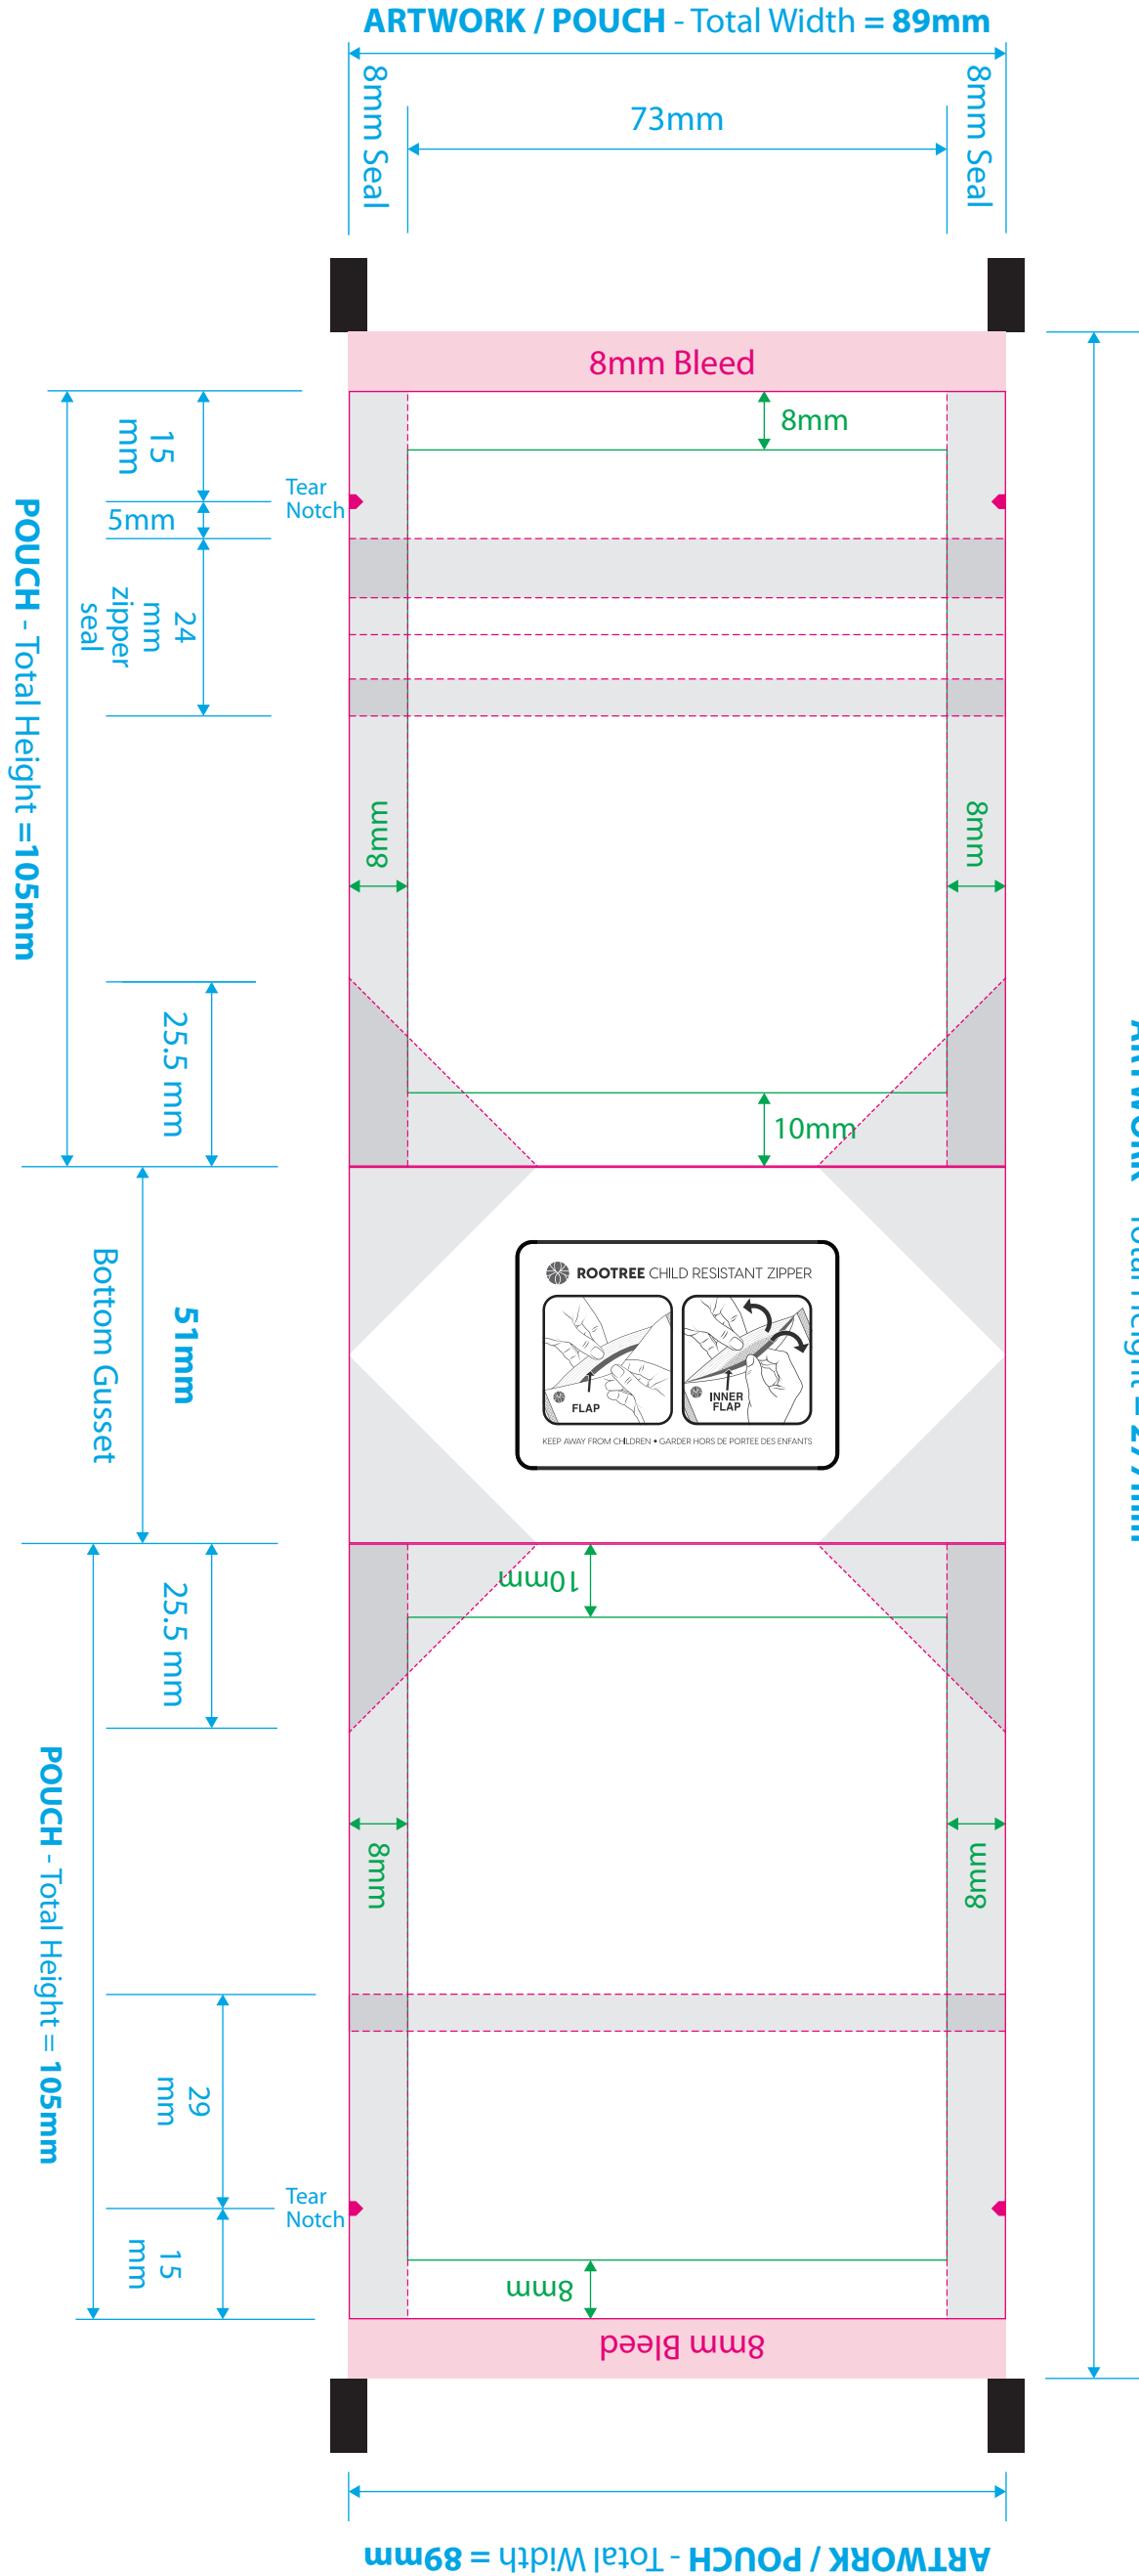 ARTWORK / POUCH - Total Width = 89mm
8mm Seal
73mm
8mm Seal
8mm Bleed
8mm
15
mm
Tear
Notch
5mm
24
mm
zipper
seal
POUCH - Total Height =105mm
8mm
8mm
25.5 mm
10mm
ARTWORK - Total Height = 277mm
51mm
Bottom Gusset
ROOTREE CHILD RESISTANT ZIPPER
FLAP
INNER
FLAP
KEEP AWAY FROM CHILDREN • GARDER HORS DE PORTEE DES ENFANTS
10mm
25.5 mm
POUCH - Total Height = 105mm
8mm
8mm
29
mm
Tear
Notch
15
mm
8mm
8mm Bleed
ARTWORK / POUCH - Total Width = 89mm